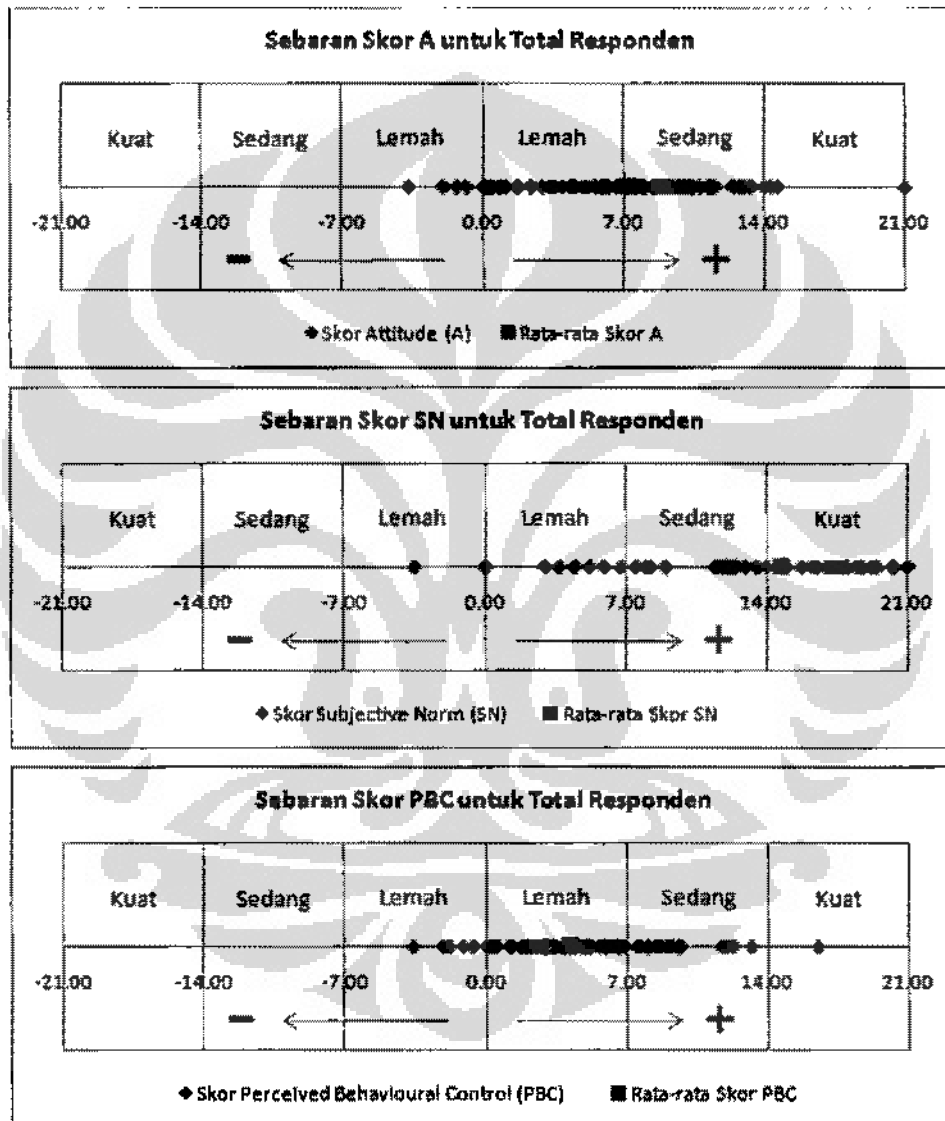 Sebaran Skor A untuk Total Responden
Kuat Sedang Lemah Lemah Sedang Kuat
-21.00 -14.00 -7.00 0.00 7.00 14.00 21.00
− +
Skor Attitude (A) Rata-rata Skor A
Sebaran Skor SN untuk Total Responden
Kuat Sedang Lemah Lemah Sedang Kuat
-21.00 -14.00 -7.00 0.00 7.00 14.00 21.00
− +
Skor Subjective Norm (SN) Rata-rata Skor SN
Sebaran Skor PBC untuk Total Responden
Kuat Sedang Lemah Lemah Sedang Kuat
-21.00 -14.00 -7.00 0.00 7.00 14.00 21.00
− +
Skor Perceived Behavioural Control (PBC) Rata-rata Skor PBC